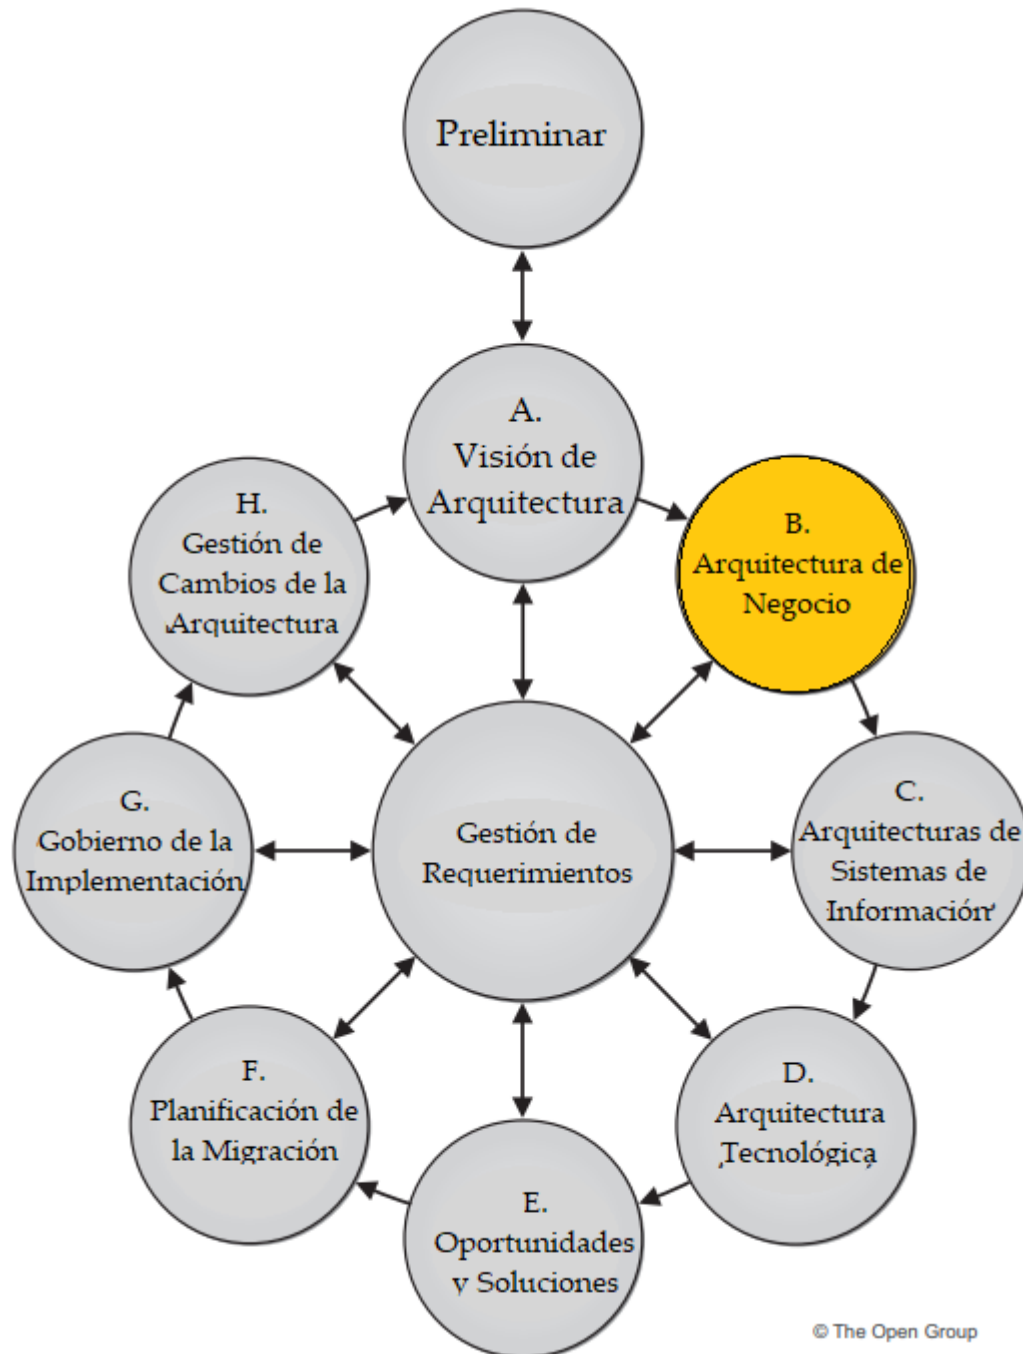 Preliminar
A.
Visión de
Arquitectura
B.
Arquitectura de
Negocio
H.
Gestión de
Cambios de la
Arquitectura
C.
Arquitecturas de
Sistemas de
Información
G.
Gobierno de la
Implementación
Gestión de
Requerimientos
D.
Arquitectura
Tecnológica
F.
Planificación de
la Migración
E.
Oportunidades
y Soluciones
© The Open Group